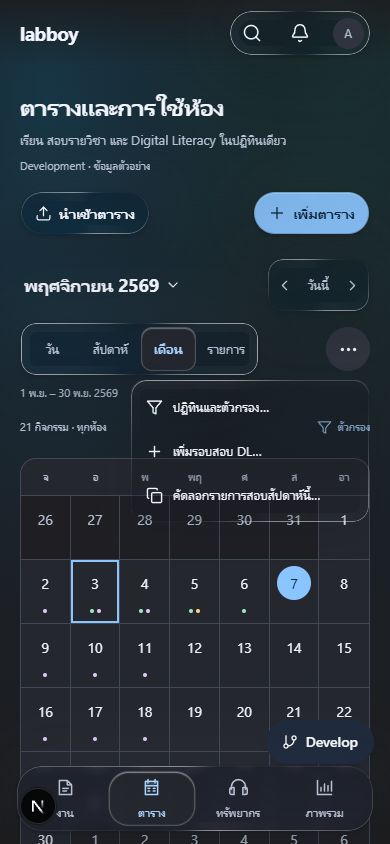 labboy
A
ตารางและการใช้ห้อง
เรียน สอบรายวิชา และ Digital Literacy ในปฏิทินเดียว
Development · ข้อมูลตัวอย่าง
นำเข้าตาราง
เพิ่มตาราง
พฤศจิกายน 2569
วันนี้
วัน สัปดาห์ เดือน รายการ
1 พ.ย. – 30 พ.ย. 2569
ปฏิทินและตัวกรอง...
21 กิจกรรม · ทุกห้อง
ตัวกรอง
เพิ่มรอบสอบ DL...
จ อ พ พฤ ศ ส อา
คัดลอกรายการสอบสัปดาห์นี้...
26 27 28 29 30 31 1
2 3 4 5 6 7 8
9 10 11 12 13 14 15
16 17 18 19 20 21 22
Develop
N
งาน ตาราง ทรัพยากร ภาพรวม
30 1 2 3 4 5 6